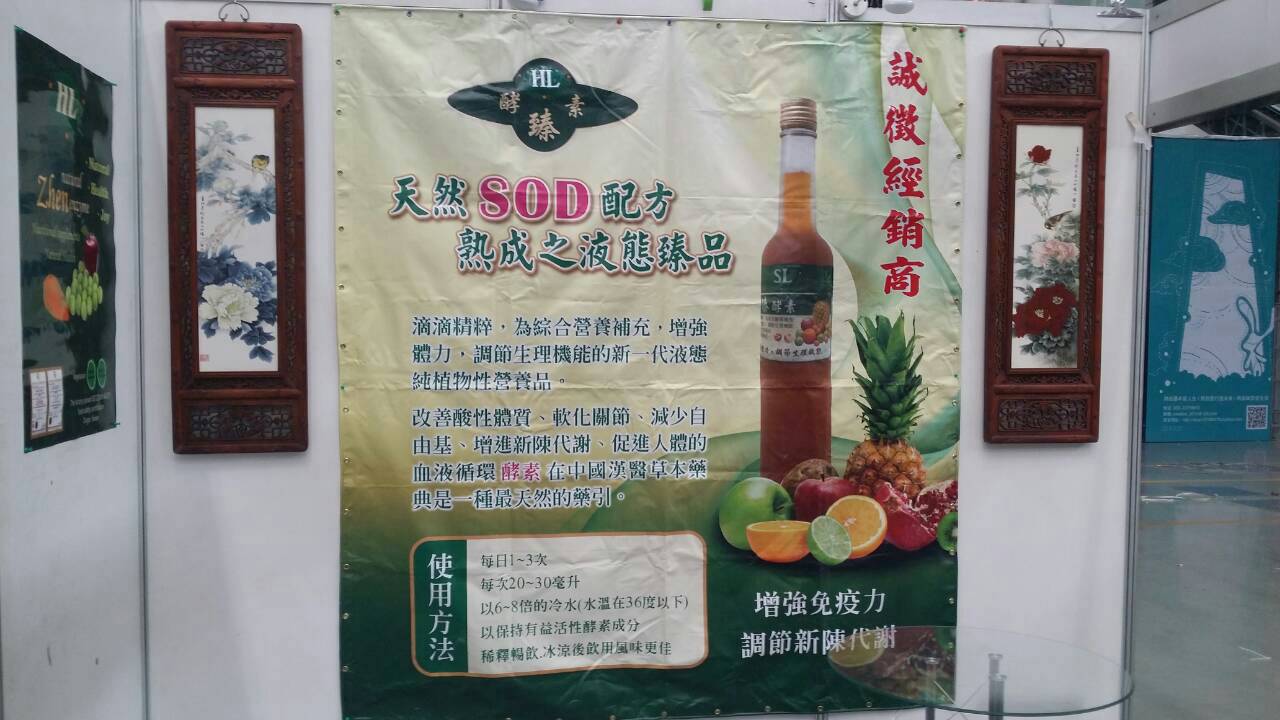 HL
酵 素
臻
天然 SOD 配方
熟成之液態臻品
誠徵經銷商
滴滴精粹，為綜合營養補充，增強
體力，調節生理機能的新一代液態
純植物性營養品。
改善酸性體質、軟化關節、減少自
由基、增進新陳代謝、促進人體的
血液循環 酵素 在中國漢醫草本藥
典是一種最天然的藥引。
使用方法
每日1~3次
每次20~30毫升
以6~8倍的冷水(水溫在36度以下)
以保持有益活性酵素成分
稀釋暢飲.冰涼後飲用風味更佳
增強免疫力
調節新陳代謝
SL
酵素
HL
Natural
Health
Joy
natural
Zhen